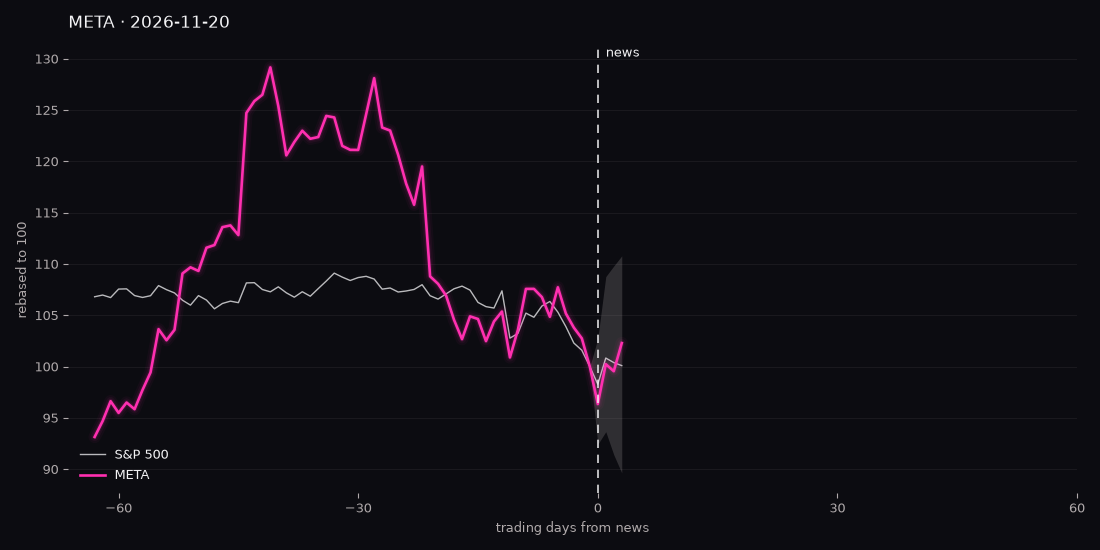 META · 2026-11-20
news
rebased to 100
130
125
120
115
110
105
100
95
90
S&P 500
META
−60
−30
0
30
60
trading days from news